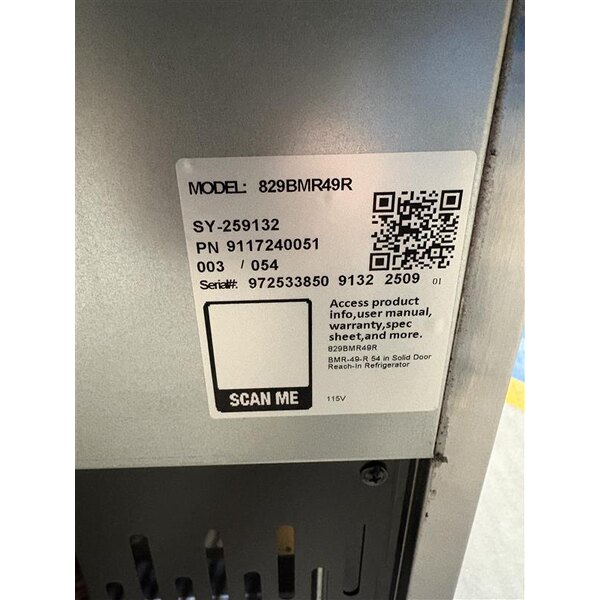 MODEL: 829BMR49R
SY-259132
PN 9117240051
003 / 054
Serial#: 972533850 9132 2509 01
Access product
info,user manual,
warranty,spec
sheet,and more.
829BMR49R
BMR-49-R 54 in Solid Door
Reach-In Refrigerator
115V
SCAN ME